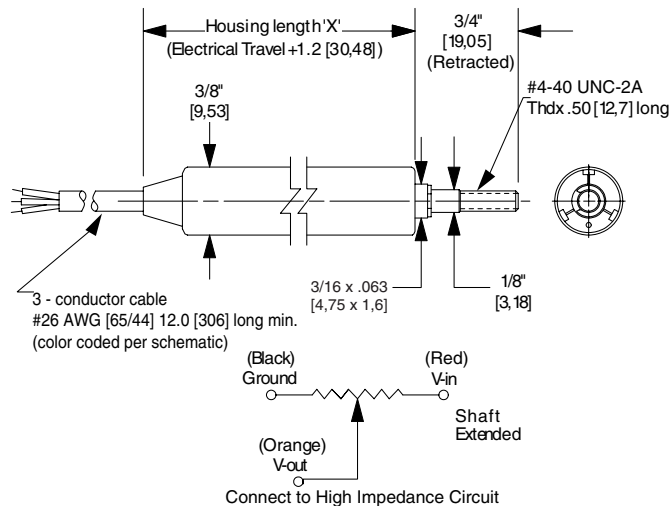 Housing length 'X'
(Electrical Travel +1.2 [30,48] )
3/4"
[19,05]
(Retracted)
#4-40 UNC-2A
Thdx .50 [12,7] long
3/8"
[9,53]
3/16 x .063
[4,75 x 1,6]
1/8"
[3,18]
3 - conductor cable
#26 AWG [65/44] 12.0 [306] long min.
(color coded per schematic)
(Black)
Ground
(Red)
V-in
Shaft
Extended
(Orange)
V-out
Connect to High Impedance Circuit